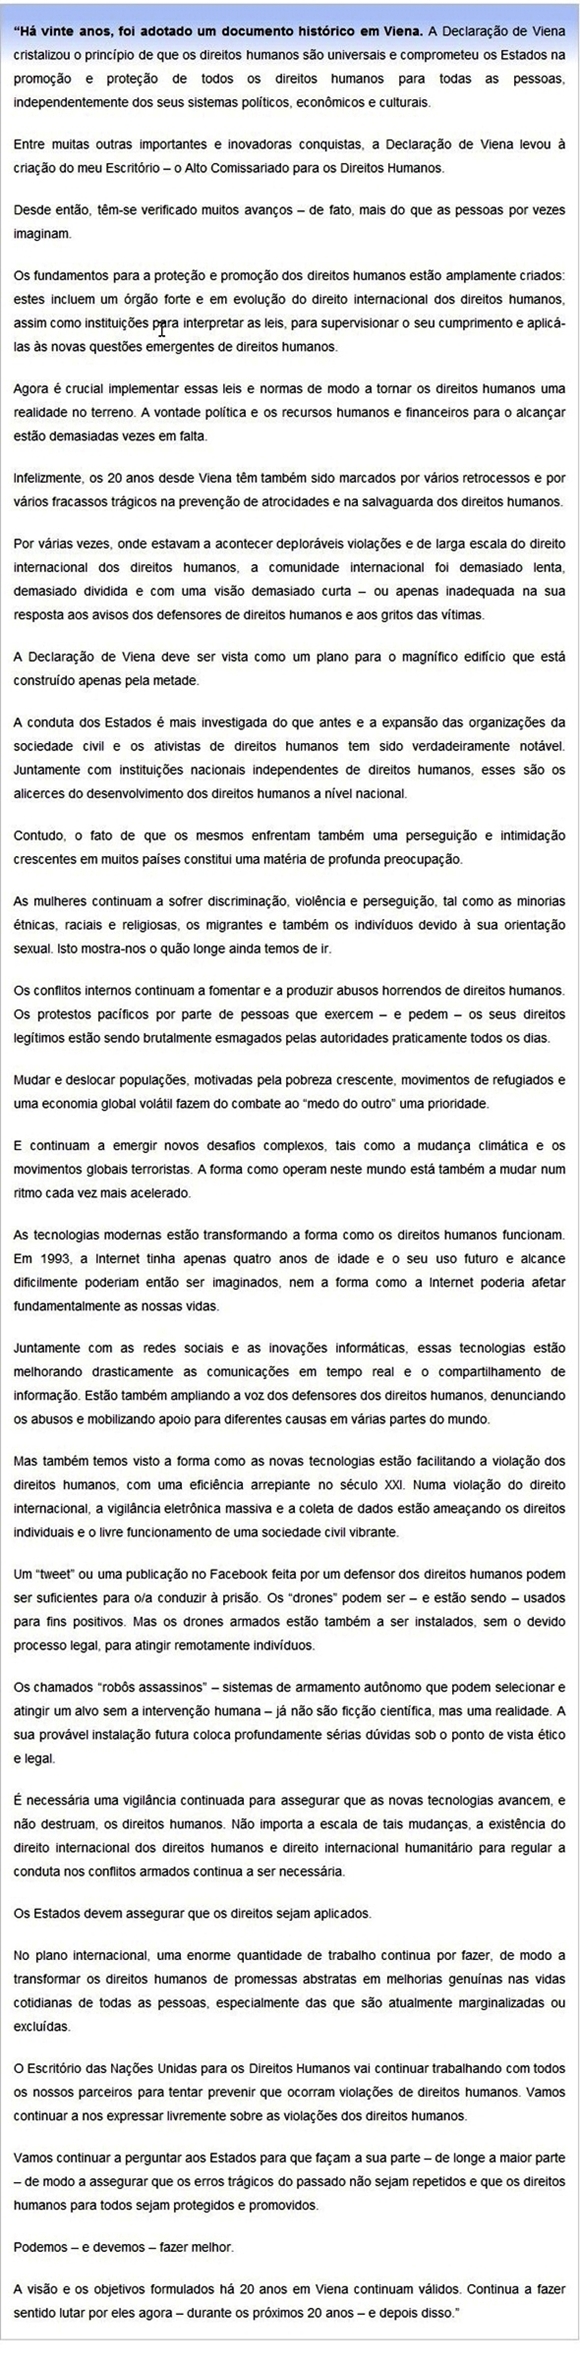 “Há vinte anos, foi adotado um documento histórico em Viena. A Declaração de Viena
cristalizou o princípio de que os direitos humanos são universais e comprometeu os Estados na
promoção e proteção de todos os direitos humanos para todas as pessoas,
independentemente dos seus sistemas políticos, econômicos e culturais.
Entre muitas outras importantes e inovadoras conquistas, a Declaração de Viena levou à
criação do meu Escritório – o Alto Comissariado para os Direitos Humanos.
Desde então, têm-se verificado muitos avanços – de fato, mais do que as pessoas por vezes
imaginam.
Os fundamentos para a proteção e promoção dos direitos humanos estão amplamente criados:
estes incluem um órgão forte e em evolução do direito internacional dos direitos humanos,
assim como instituições para interpretar as leis, para supervisionar o seu cumprimento e aplicá-
las às novas questões emergentes de direitos humanos.
Agora é crucial implementar essas leis e normas de modo a tornar os direitos humanos uma
realidade no terreno. A vontade política e os recursos humanos e financeiros para o alcançar
estão demasiadas vezes em falta.
Infelizmente, os 20 anos desde Viena têm também sido marcados por vários retrocessos e por
vários fracassos trágicos na prevenção de atrocidades e na salvaguarda dos direitos humanos.
Por várias vezes, onde estavam a acontecer deploráveis violações e de larga escala do direito
internacional dos direitos humanos, a comunidade internacional foi demasiado lenta,
demasiado dividida e com uma visão demasiado curta – ou apenas inadequada na sua
resposta aos avisos dos defensores de direitos humanos e aos gritos das vítimas.
A Declaração de Viena deve ser vista como um plano para o magnífico edifício que está
construído apenas pela metade.
A conduta dos Estados é mais investigada do que antes e a expansão das organizações da
sociedade civil e os ativistas de direitos humanos tem sido verdadeiramente notável.
Juntamente com instituições nacionais independentes de direitos humanos, esses são os
alicerces do desenvolvimento dos direitos humanos a nível nacional.
Contudo, o fato de que os mesmos enfrentam também uma perseguição e intimidação
crescentes em muitos países constitui uma matéria de profunda preocupação.
As mulheres continuam a sofrer discriminação, violência e perseguição, tal como as minorias
étnicas, raciais e religiosas, os migrantes e também os indivíduos devido à sua orientação
sexual. Isto mostra-nos o quão longe ainda temos de ir.
Os conflitos internos continuam a fomentar e a produzir abusos horrendos de direitos humanos.
Os protestos pacíficos por parte de pessoas que exercem – e pedem – os seus direitos
legítimos estão sendo brutalmente esmagados pelas autoridades praticamente todos os dias.
Mudar e deslocar populações, motivadas pela pobreza crescente, movimentos de refugiados e
uma economia global volátil fazem do combate ao “medo do outro” uma prioridade.
E continuam a emergir novos desafios complexos, tais como a mudança climática e os
movimentos globais terroristas. A forma como operam neste mundo está também a mudar num
ritmo cada vez mais acelerado.
As tecnologias modernas estão transformando a forma como os direitos humanos funcionam.
Em 1993, a Internet tinha apenas quatro anos de idade e o seu uso futuro e alcance
dificilmente poderiam então ser imaginados, nem a forma como a Internet poderia afetar
fundamentalmente as nossas vidas.
Juntamente com as redes sociais e as inovações informáticas, essas tecnologias estão
melhorando drasticamente as comunicações em tempo real e o compartilhamento de
informação. Estão também ampliando a voz dos defensores dos direitos humanos, denunciando
os abusos e mobilizando apoio para diferentes causas em várias partes do mundo.
Mas também temos visto a forma como as novas tecnologias estão facilitando a violação dos
direitos humanos, com uma eficiência arrepiante no século XXI. Numa violação do direito
internacional, a vigilância eletrônica massiva e a coleta de dados estão ameaçando os direitos
individuais e o livre funcionamento de uma sociedade civil vibrante.
Um “tweet” ou uma publicação no Facebook feita por um defensor dos direitos humanos podem
ser suficientes para o/a conduzir à prisão. Os “drones” podem ser – e estão sendo – usados
para fins positivos. Mas os drones armados estão também a ser instalados, sem o devido
processo legal, para atingir remotamente indivíduos.
Os chamados “robôs assassinos” – sistemas de armamento autônomo que podem selecionar e
atingir um alvo sem a intervenção humana – já não são ficção científica, mas uma realidade. A
sua provável instalação futura coloca profundamente sérias dúvidas sob o ponto de vista ético
e legal.
É necessária uma vigilância continuada para assegurar que as novas tecnologias avancem, e
não destruam, os direitos humanos. Não importa a escala de tais mudanças, a existência do
direito internacional dos direitos humanos e direito internacional humanitário para regular a
conduta nos conflitos armados continua a ser necessária.
Os Estados devem assegurar que os direitos sejam aplicados.
No plano internacional, uma enorme quantidade de trabalho continua por fazer, de modo a
transformar os direitos humanos de promessas abstratas em melhorias genuínas nas vidas
cotidianas de todas as pessoas, especialmente das que são atualmente marginalizadas ou
excluídas.
O Escritório das Nações Unidas para os Direitos Humanos vai continuar trabalhando com todos
os nossos parceiros para tentar prevenir que ocorram violações de direitos humanos. Vamos
continuar a nos expressar livremente sobre as violações dos direitos humanos.
Vamos continuar a perguntar aos Estados para que façam a sua parte – de longe a maior parte
– de modo a assegurar que os erros trágicos do passado não sejam repetidos e que os direitos
humanos para todos sejam protegidos e promovidos.
Podemos – e devemos – fazer melhor.
A visão e os objetivos formulados há 20 anos em Viena continuam válidos. Continua a fazer
sentido lutar por eles agora – durante os próximos 20 anos – e depois disso.”